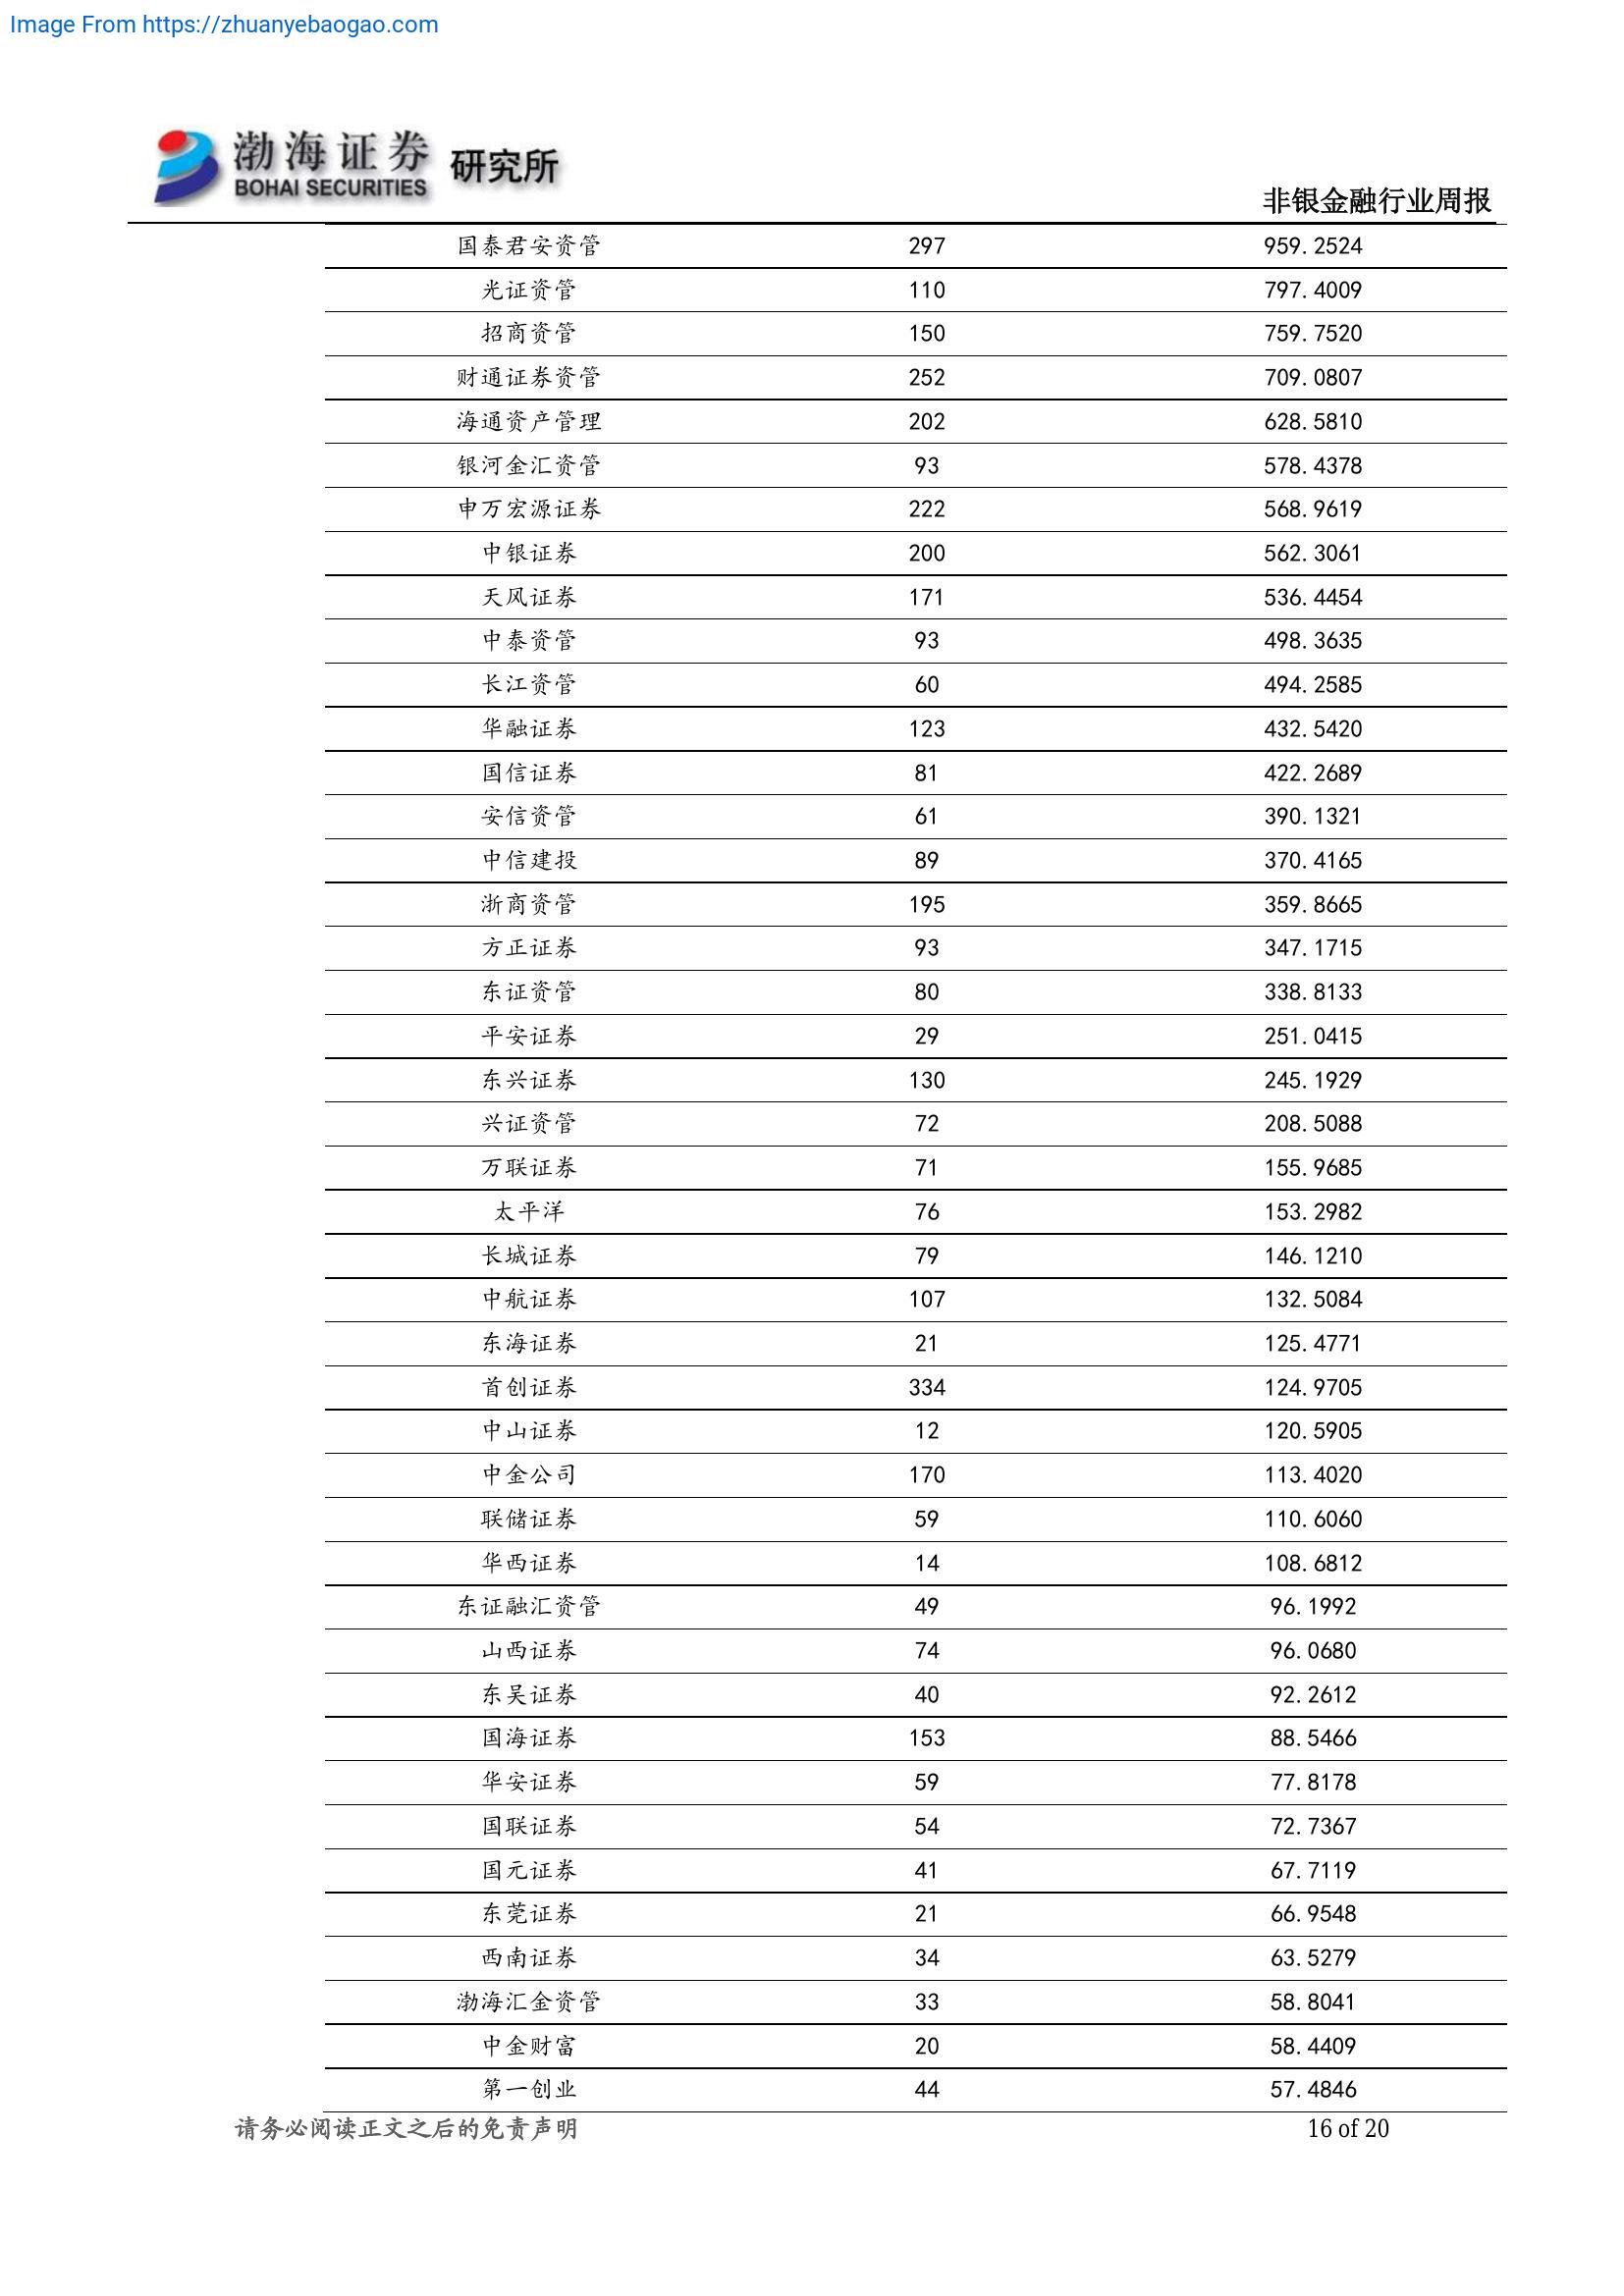 Image From https://zhuanyebaogao.com
渤海证券 研究所
BOHAI SECURITIES
非银金融行业周报
国泰君安资管 297 959.2524
光证资管 110 797.4009
招商资管 150 759.7520
财通证券资管 252 709.0807
海通资产管理 202 628.5810
银河金汇资管 93 578.4378
申万宏源证券 222 568.9619
中银证券 200 562.3061
天风证券 171 536.4454
中泰资管 93 498.3635
长江资管 60 494.2585
华融证券 123 432.5420
国信证券 81 422.2689
安信资管 61 390.1321
中信建投 89 370.4165
浙商资管 195 359.8665
方正证券 93 347.1715
东证资管 80 338.8133
平安证券 29 251.0415
东兴证券 130 245.1929
兴证资管 72 208.5088
万联证券 71 155.9685
太平洋 76 153.2982
长城证券 79 146.1210
中航证券 107 132.5084
东海证券 21 125.4771
首创证券 334 124.9705
中山证券 12 120.5905
中金公司 170 113.4020
联储证券 59 110.6060
华西证券 14 108.6812
东证融汇资管 49 96.1992
山西证券 74 96.0680
东吴证券 40 92.2612
国海证券 153 88.5466
华安证券 59 77.8178
国联证券 54 72.7367
国元证券 41 67.7119
东莞证券 21 66.9548
西南证券 34 63.5279
渤海汇金资管 33 58.8041
中金财富 20 58.4409
第一创业 44 57.4846
请务必阅读正文之后的免责声明 16 of 20